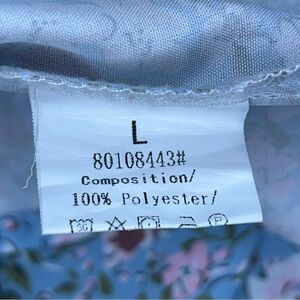 L
80108443#
Composition/
100% Polyester/